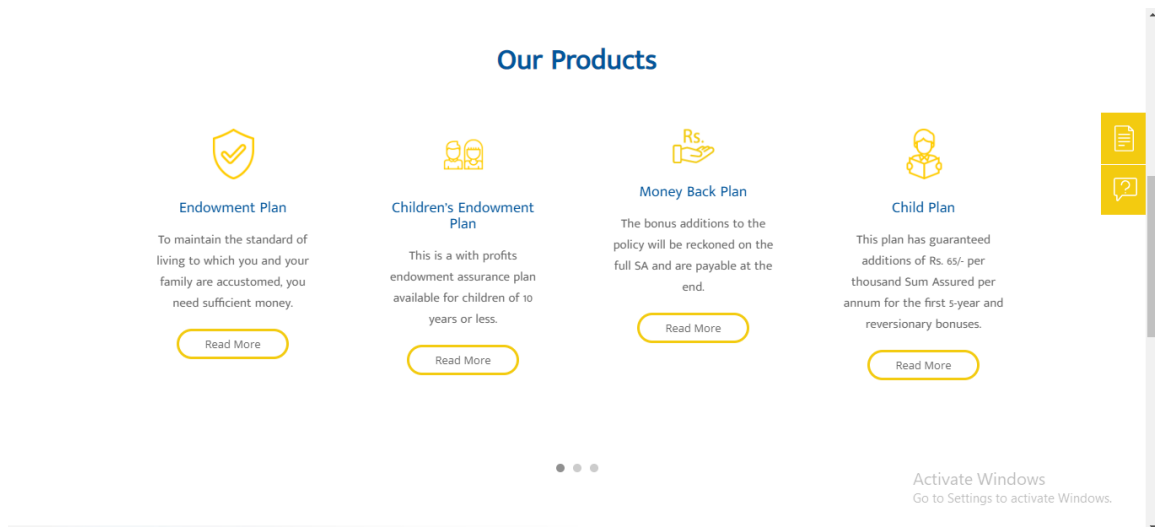 Our Products
Endowment Plan
To maintain the standard of
living to which you and your
family are accustomed, you
need sufficient money.
Read More
Children's Endowment
Plan
This is a with profits
endowment assurance plan
available for children of 10
years or less.
Read More
Rs.
Money Back Plan
The bonus additions to the
policy will be reckoned on the
full SA and are payable at the
end.
Read More
Child Plan
This plan has guaranteed
additions of Rs. 65/- per
thousand Sum Assured per
annum for the first 5-year and
reversionary bonuses.
Read More
?
Activate Windows
Go to Settings to activate Windows.